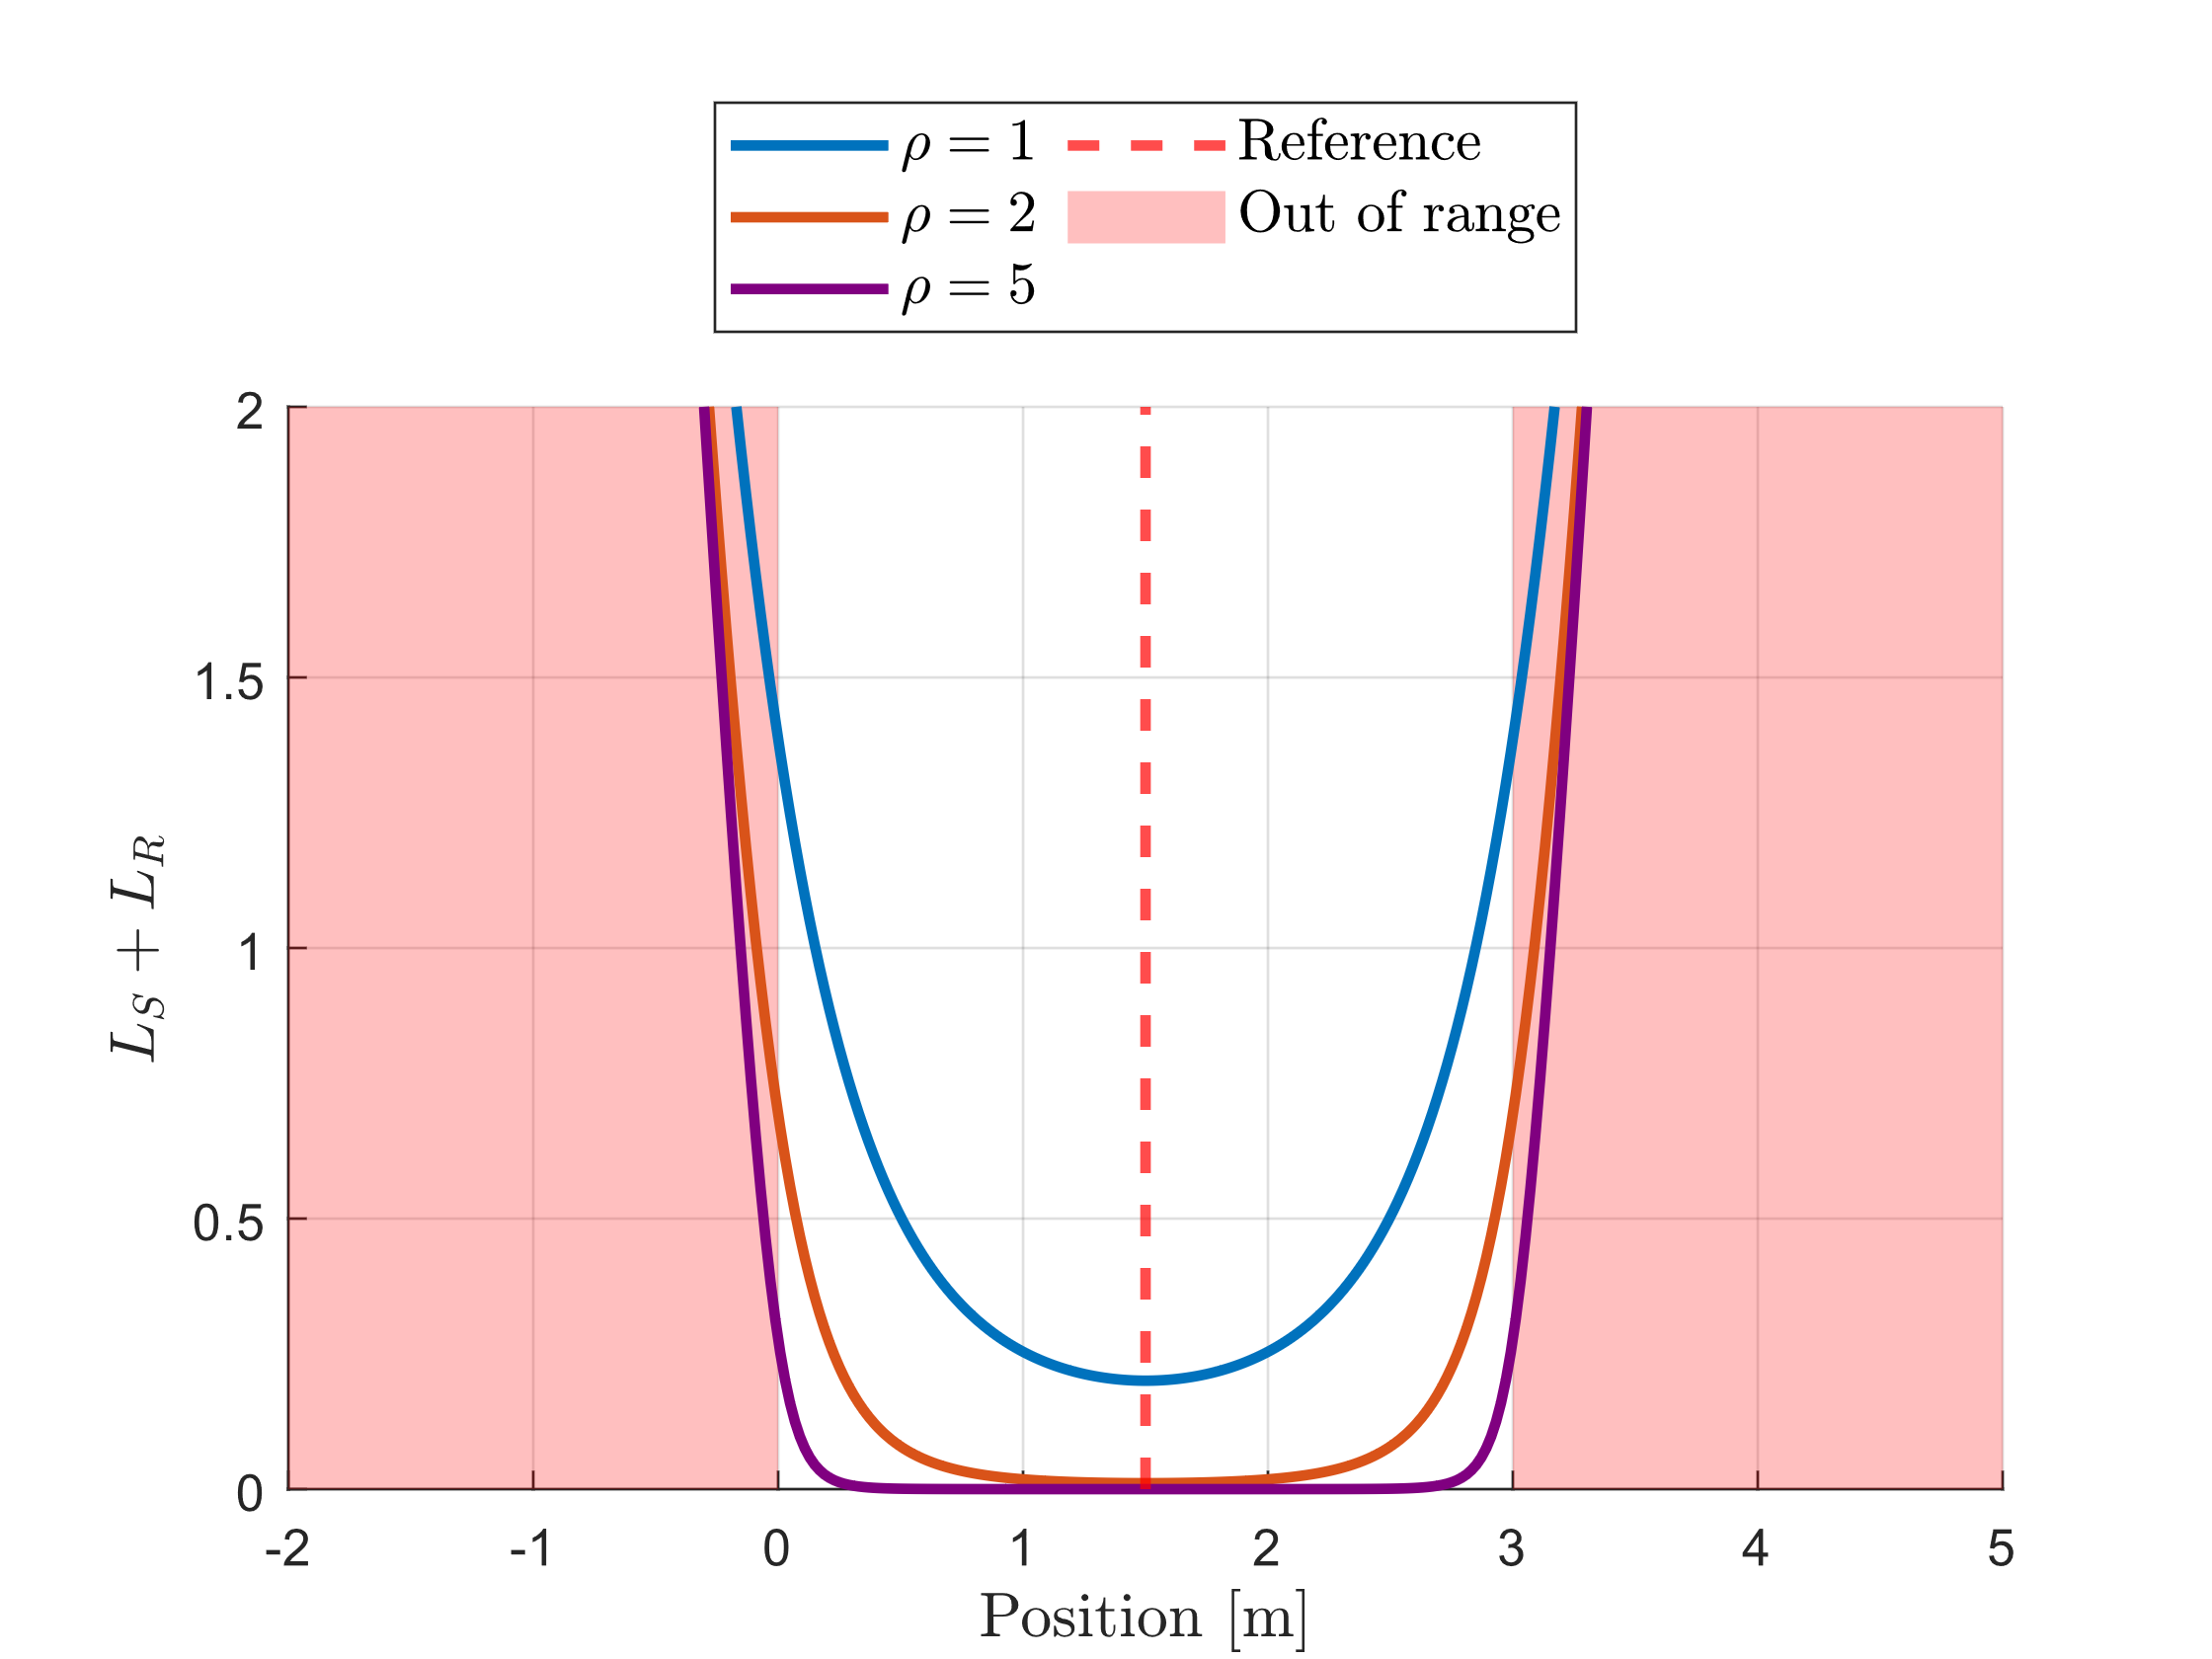 ρ = 1
Reference
ρ = 2
Out of range
ρ = 5
2
1.5
1
0.5
0
L_S + L_R
-2 -1 0 1 2 3 4 5
Position [m]